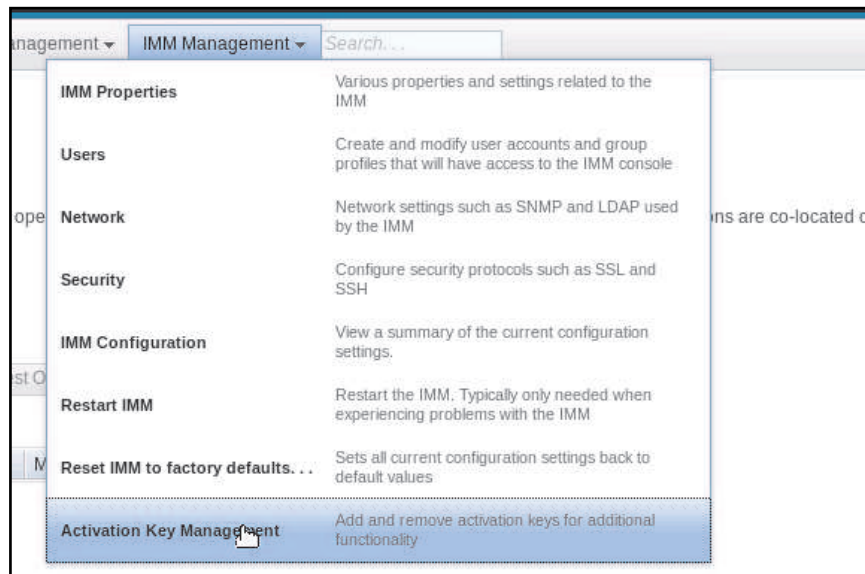 anagement IMM Management Search. . .
IMM Properties Various properties and settings related to the
IMM
Users Create and modify user accounts and group
profiles that will have access to the IMM console
ope Network Network settings such as SNMP and LDAP used ons are co-located
by the IMM
Security Configure security protocols such as SSL and
SSH
IMM Configuration View a summary of the current configuration
settings.
est O
Restart IMM Restart the IMM. Typically only needed when
experiencing problems with the IMM
M Reset IMM to factory defaults. . . Sets all current configuration settings back to
default values
Activation Key Management Add and remove activation keys for additional
functionality